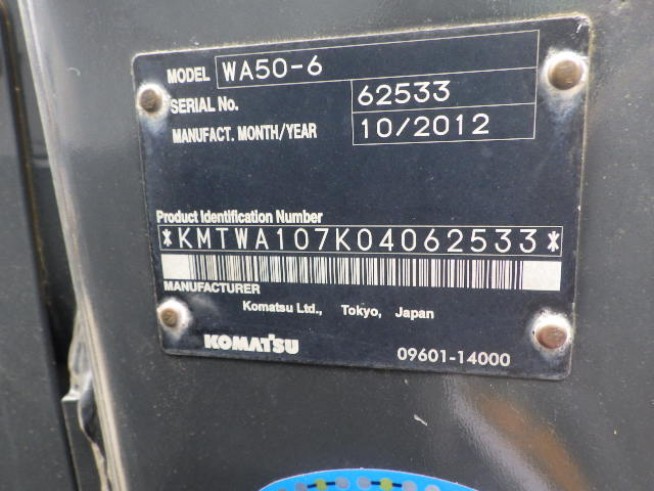 MODEL WA50-6
SERIAL No. 62533
MANUFACT. MONTH/YEAR 10/2012
Product Identification Number
*KMTWA107K04062533*
MANUFACTURER
Komatsu Ltd., Tokyo, Japan
KOMATSU 09601-14000